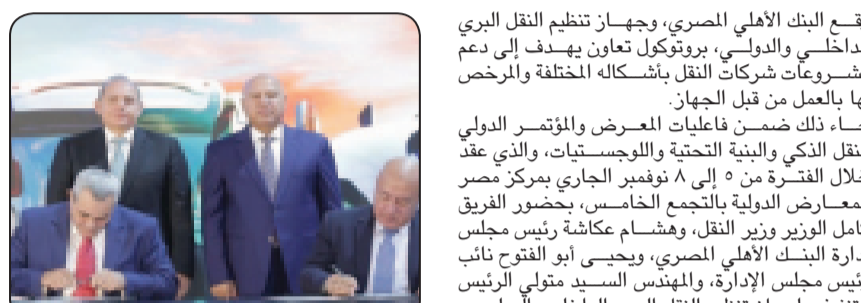 قع البنك الأهلي المصري، وجهاز تنظيم النقل البري
داخلي والدولي، بروتوكول تعاون يهدف إلى دعم
شروعات شركات النقل بأشكاله المختلفة والمرخص
ها بالعمل من قبل الجهاز.
اء ذلك ضمن فاعليات المعرض والمؤتمر الدولي
نقل الذكي والبنية التحتية واللوجستيات، والذي عقد
خلال الفترة من ٥ إلى ٨ نوفمبر الجاري بمركز مصر
معارض الدولية بالتجمع الخامس، بحضور الفريق
امل الوزير وزير النقل، وهشام عكاشة رئيس مجلس
دارة البنك الأهلي المصري، ويحيى أبو الفتوح نائب
ئيس مجلس الإدارة، والمهندس السيد متولي الرئيس